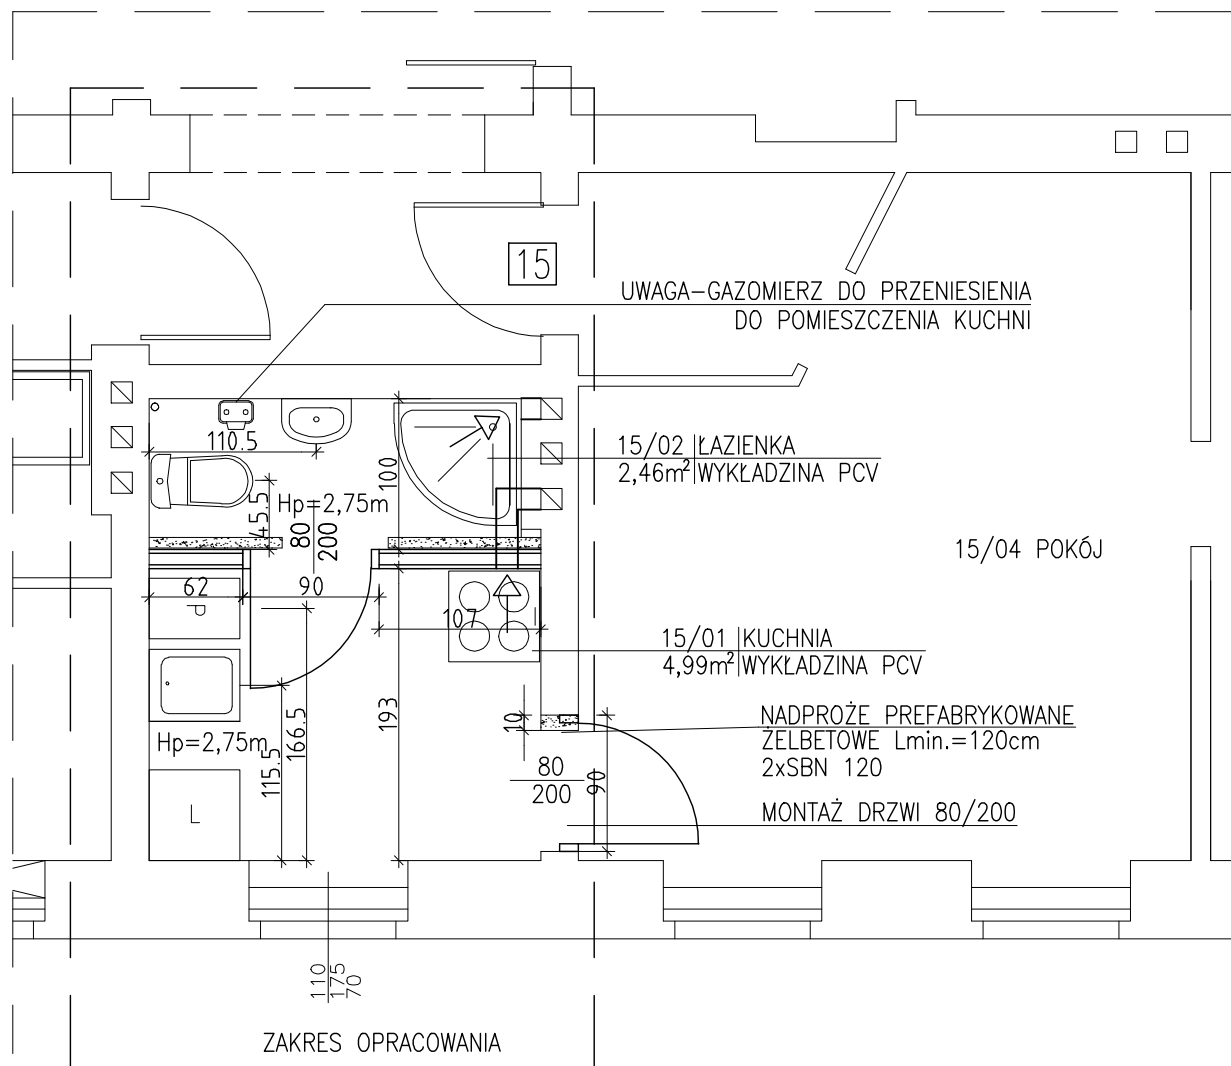 15
UWAGA-GAZOMIERZ DO PRZENIESIENIA
DO POMIESZCZENIA KUCHNI
110.5
15/02 ŁAZIENKA
2,46m² WYKŁADZINA PCV
100
45.5
Hp=2,75m
80
200
15/04 POKÓJ
62
90
P
107
15/01 KUCHNIA
4,99m² WYKŁADZINA PCV
193
166.5
115.5
Hp=2,75m
10
NADPROŻE PREFABRYKOWANE
ŻELBETOWE Lmin.=120cm
2xSBN 120
80
200
90
L
MONTAŻ DRZWI 80/200
110
175
70
ZAKRES OPRACOWANIA